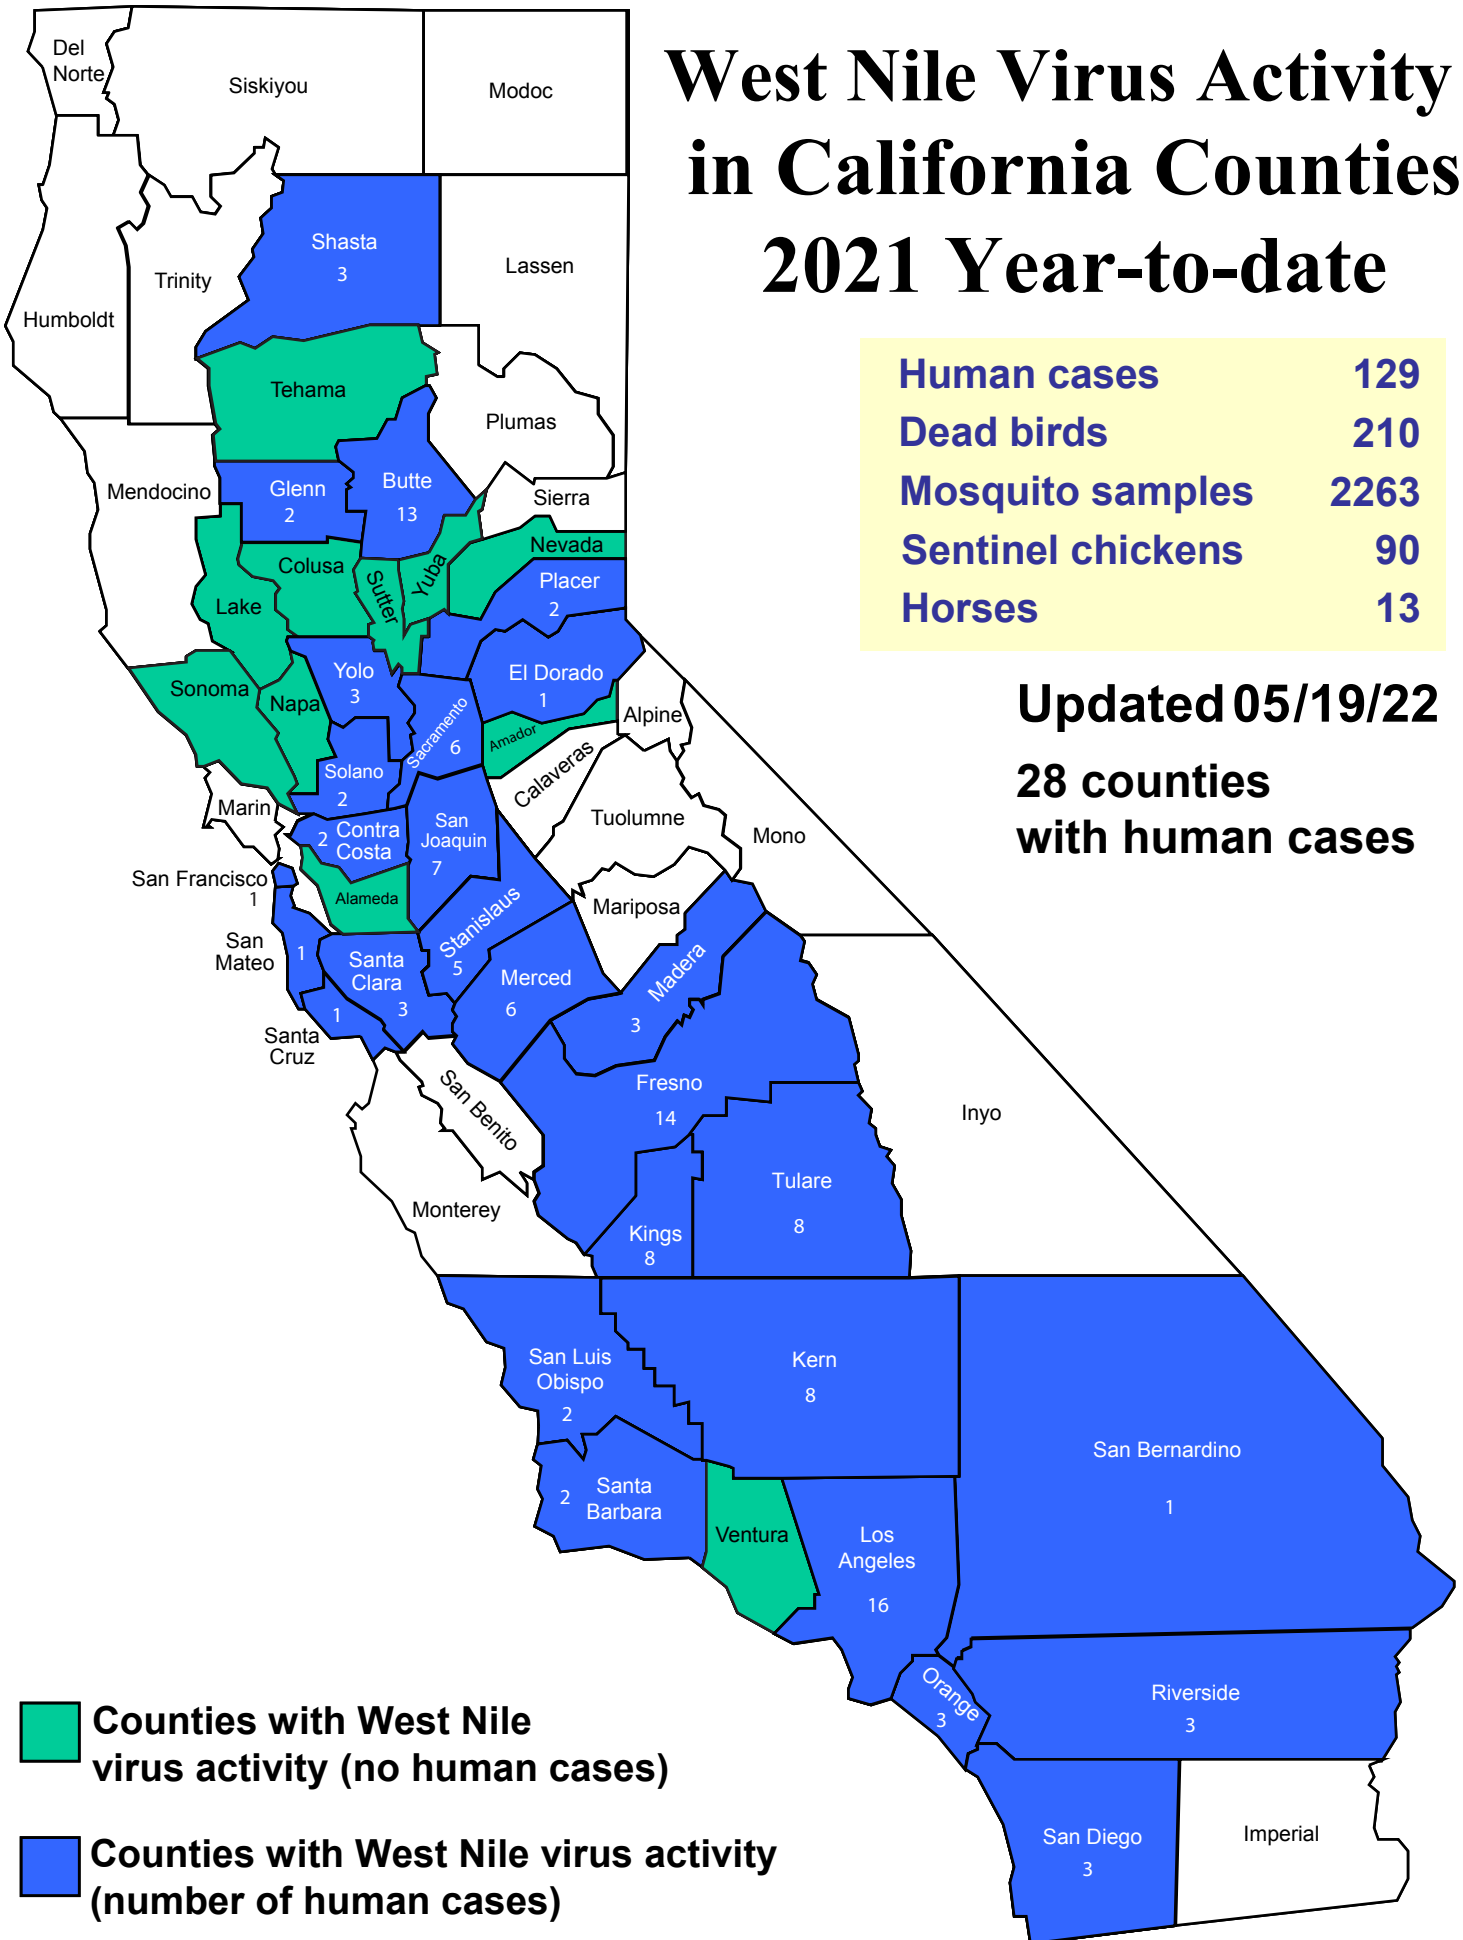 West Nile Virus Activity
in California Counties
2021 Year-to-date
Human cases 129
Dead birds 210
Mosquito samples 2263
Sentinel chickens 90
Horses 13
Updated 05/19/22
28 counties
with human cases
Del
Norte
Siskiyou
Modoc
Shasta
3
Lassen
Trinity
Humboldt
Tehama
Plumas
Mendocino
Glenn
2
Butte
13
Sierra
Nevada
Colusa
Sutter
Yuba
Placer
2
Lake
Yolo
3
El Dorado
1
Sonoma
Napa
Sacramento
6
Amador
Alpine
Solano
2
Calaveras
Marin
2
Contra
Costa
San
Joaquin
7
Tuolumne
Mono
San Francisco
1
Alameda
Stanislaus
5
Mariposa
San
Mateo
1
Santa
Clara
3
Merced
6
Madera
3
Santa
Cruz
1
San Benito
Fresno
14
Inyo
Monterey
Kings
8
Tulare
8
San Luis
Obispo
2
Kern
8
San Bernardino
1
2
Santa
Barbara
Ventura
Los
Angeles
16
Orange
3
Riverside
3
San Diego
3
Imperial
Counties with West Nile
virus activity (no human cases)
Counties with West Nile virus activity
(number of human cases)